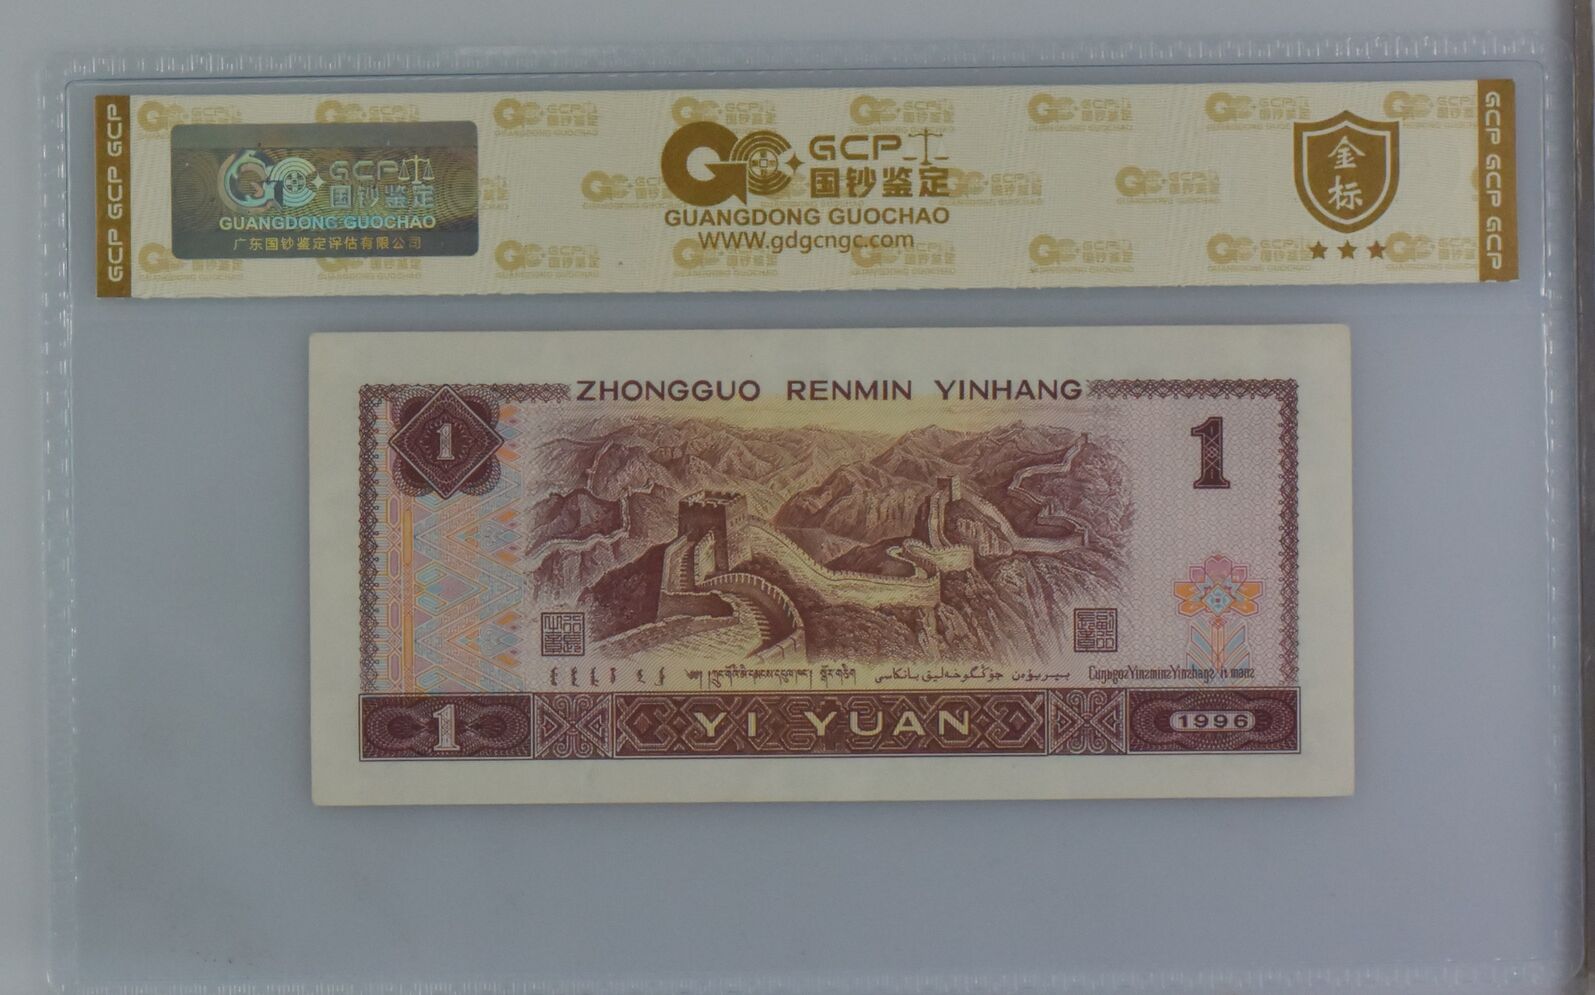 GCP GCP GCP
GCP 国钞鉴定
GUANGDONG GUOCHAO
广东国钞鉴定评估有限公司
GCP
国钞鉴定
GUANGDONG GUOCHAO
WWW.gdgcngc.com
金标
GCP GCP GCP
ZHONGGUO RENMIN YINHANG
1
1
1 YI YUAN 1996